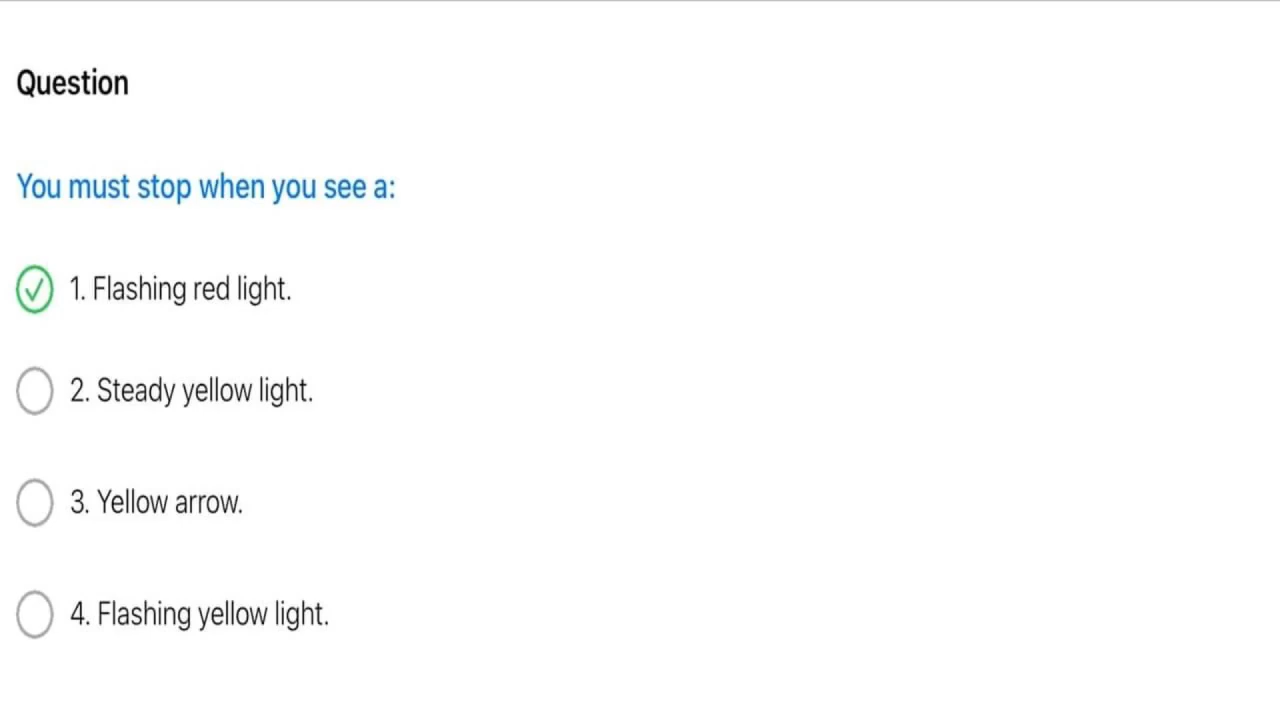 Question
You must stop when you see a:
1. Flashing red light.
2. Steady yellow light.
3. Yellow arrow.
4. Flashing yellow light.